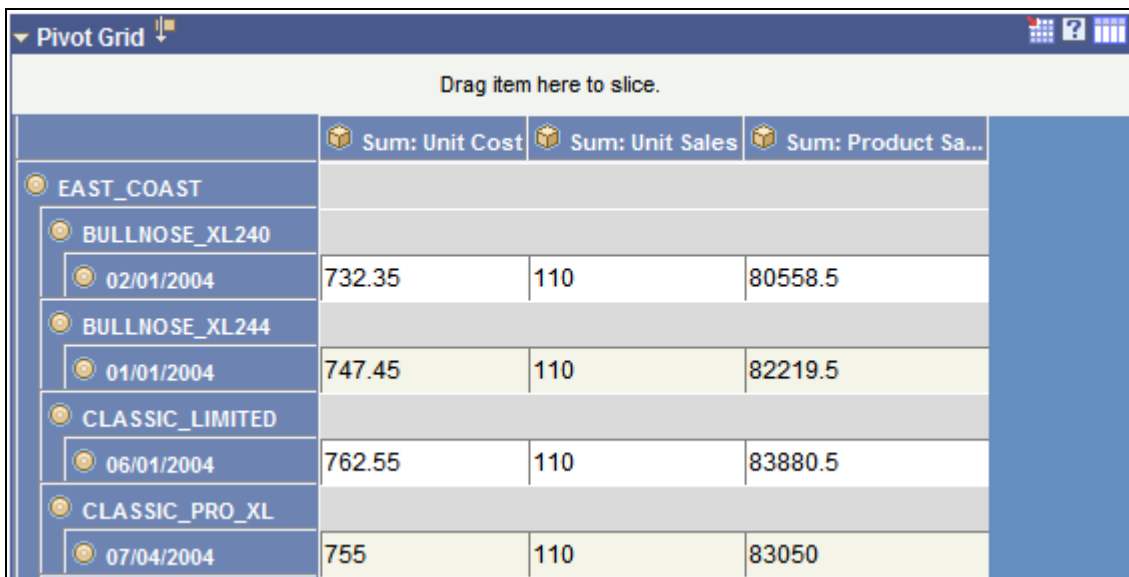 Pivot Grid
Drag item here to slice.
Sum: Unit Cost Sum: Unit Sales Sum: Product Sa...
EAST_COAST
BULLNOSE_XL240
02/01/2004 732.35 110 80558.5
BULLNOSE_XL244
01/01/2004 747.45 110 82219.5
CLASSIC_LIMITED
06/01/2004 762.55 110 83880.5
CLASSIC_PRO_XL
07/04/2004 755 110 83050